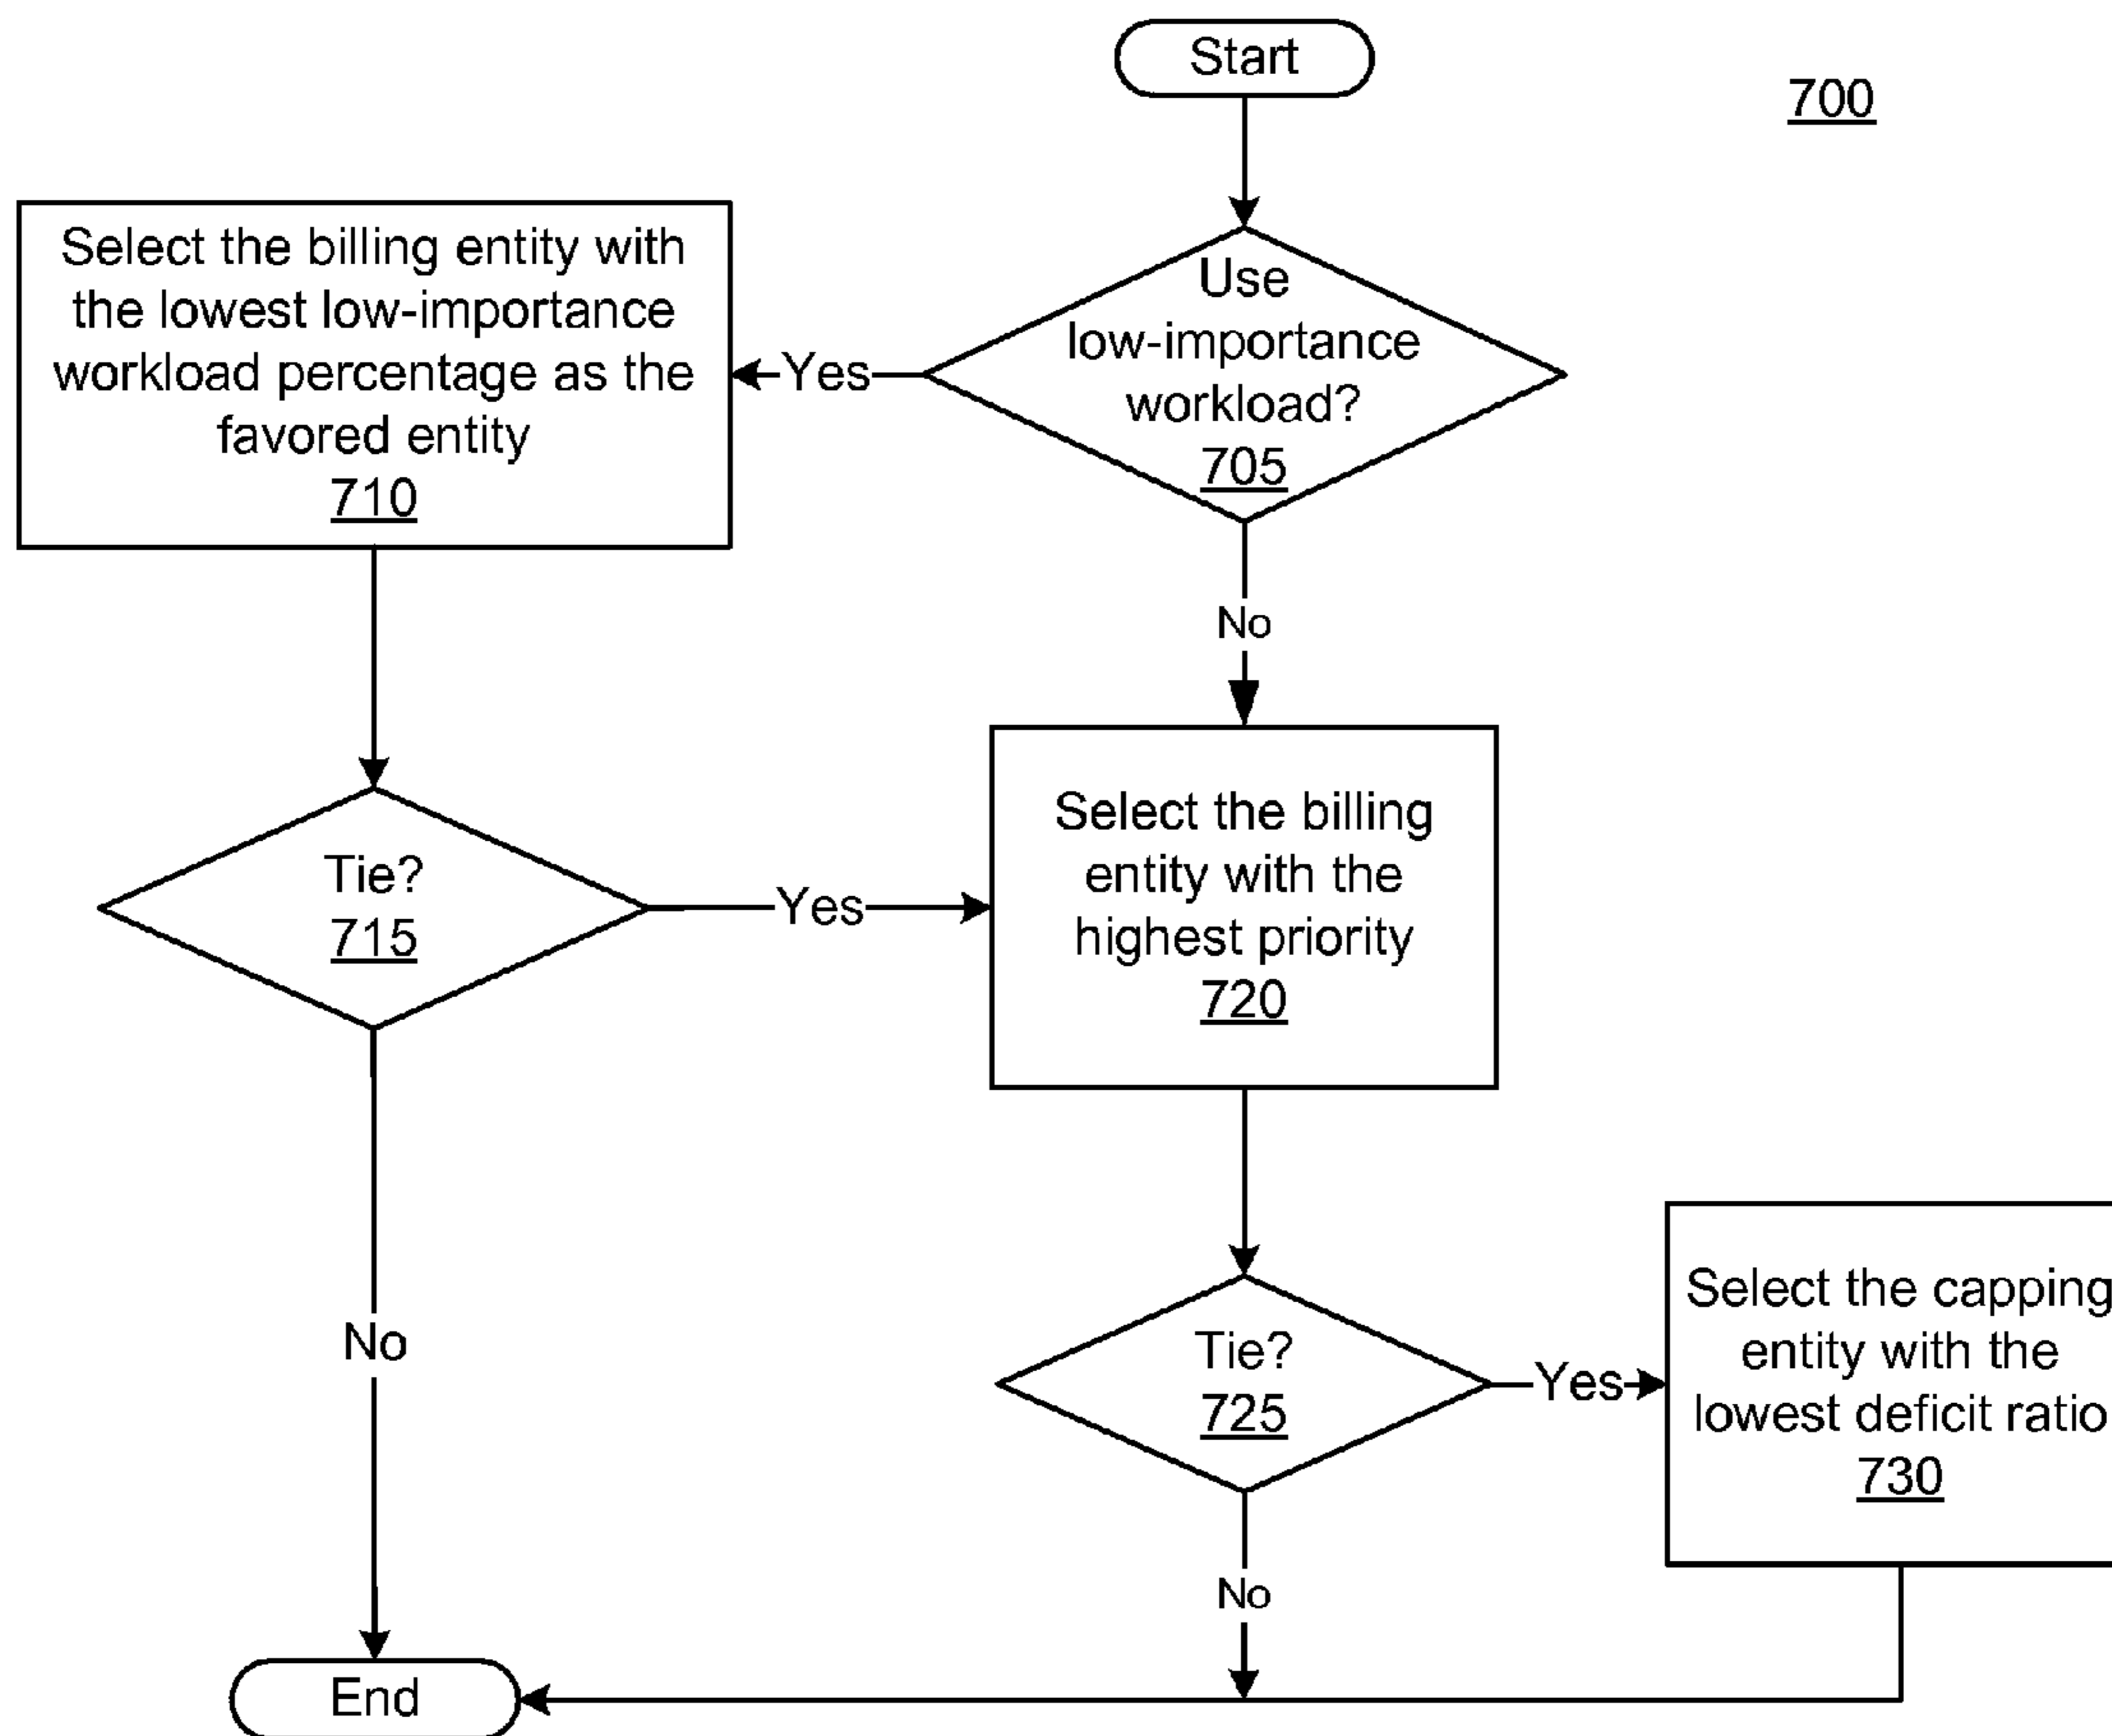 Start
700
Use
low-importance
workload?
705
Yes
Select the billing entity with
the lowest low-importance
workload percentage as the
favored entity
710
No
Tie?
715
Yes
Select the billing
entity with the
highest priority
720
No
Tie?
725
Yes
Select the capping
entity with the
lowest deficit ratio
730
No
End